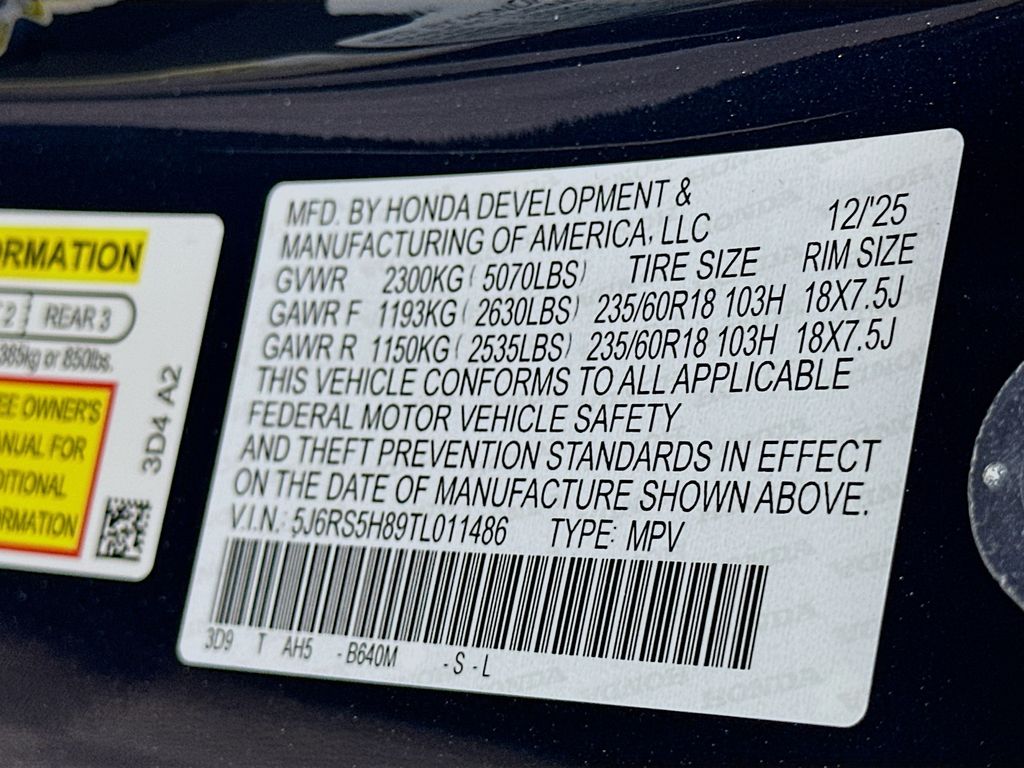 RMATION
2 REAR 3
385kg or 850lbs.
EE OWNER'S
ANUAL FOR
DITIONAL
ORMATION
3D4 A2
MFD. BY HONDA DEVELOPMENT &
MANUFACTURING OF AMERICA, LLC 12/'25
GVWR 2300KG ( 5070LBS) TIRE SIZE RIM SIZE
GAWR F 1193KG ( 2630LBS) 235/60R18 103H 18X7.5J
GAWR R 1150KG ( 2535LBS) 235/60R18 103H 18X7.5J
THIS VEHICLE CONFORMS TO ALL APPLICABLE
FEDERAL MOTOR VEHICLE SAFETY
AND THEFT PREVENTION STANDARDS IN EFFECT
ON THE DATE OF MANUFACTURE SHOWN ABOVE.
V.I.N.: 5J6RS5H89TL011486 TYPE: MPV
3D9 T AH5 - B640M - S - L